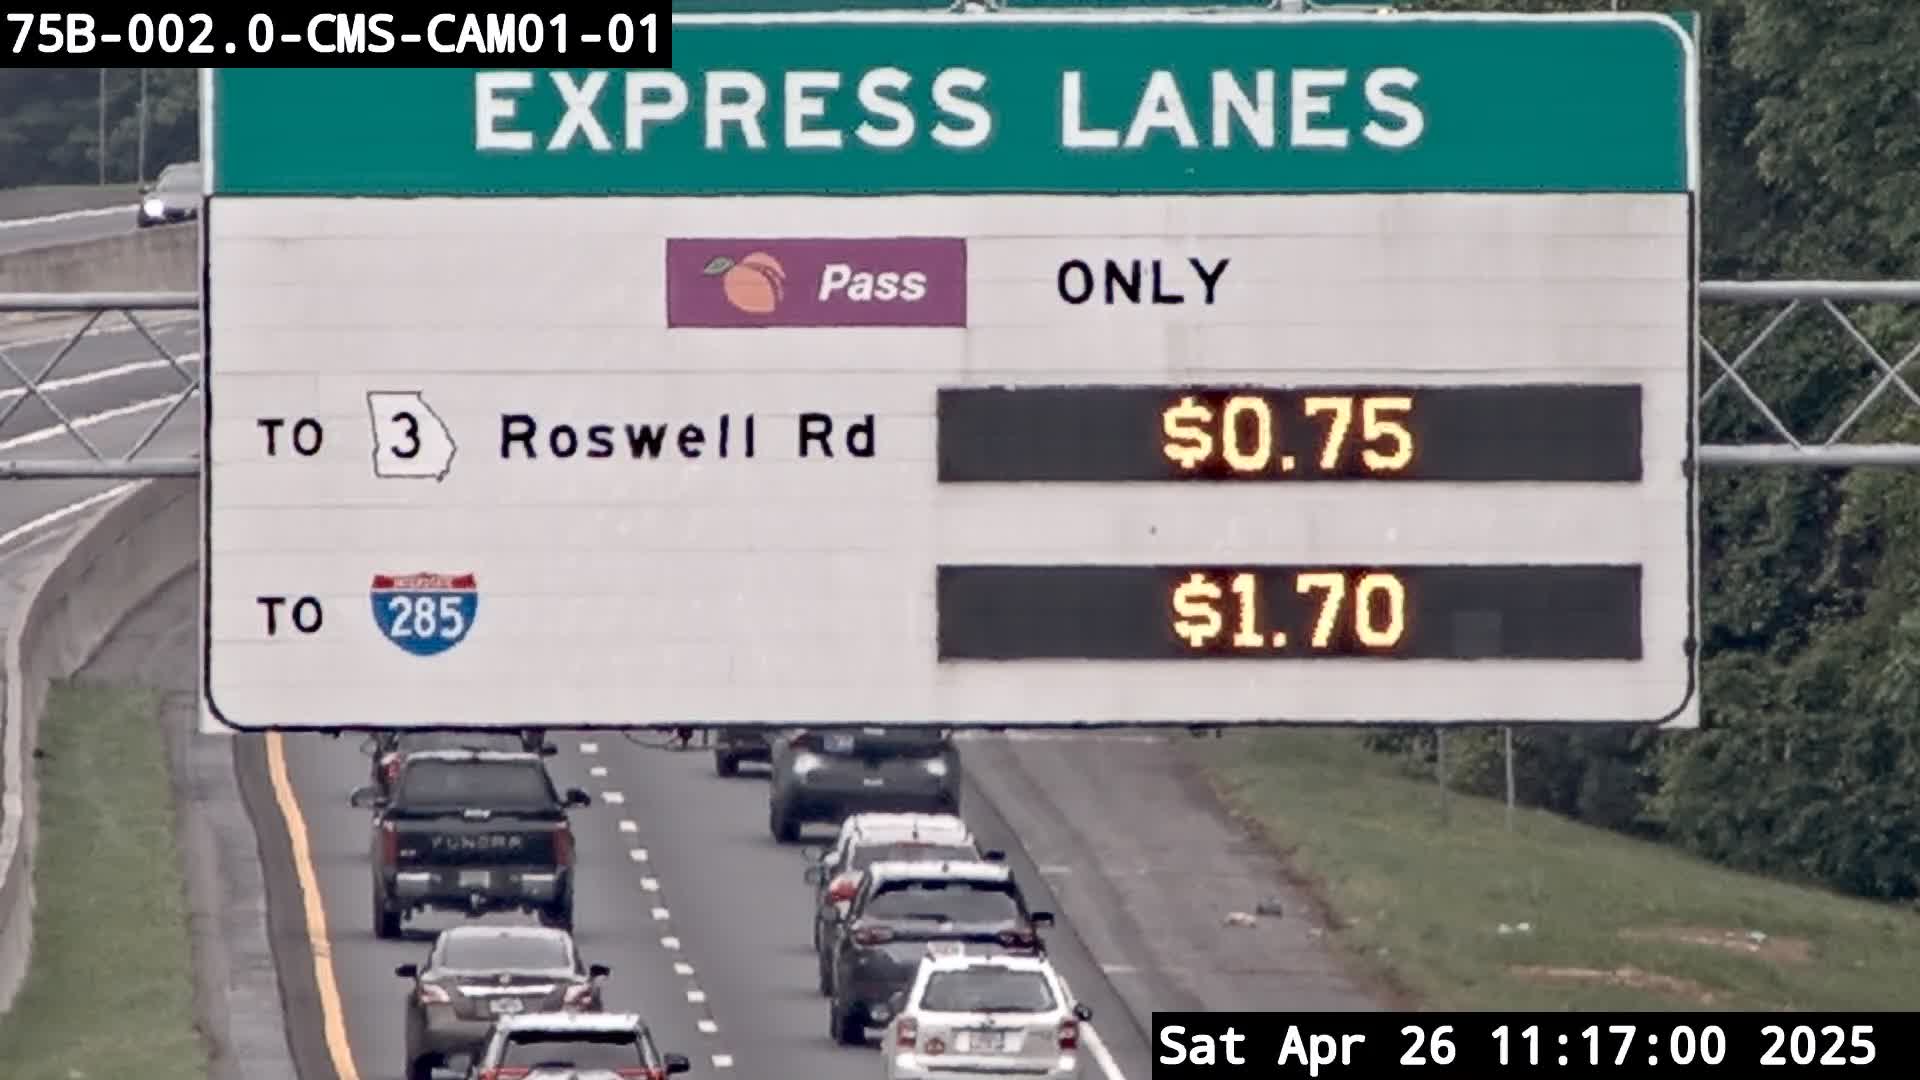 75B-002.0-CMS-CAM01-01
EXPRESS LANES
Pass ONLY
TO 3 Roswell Rd $0.75
TO INTERSTATE 285 $1.70
TUNDRA
Sat Apr 26 11:17:00 2025